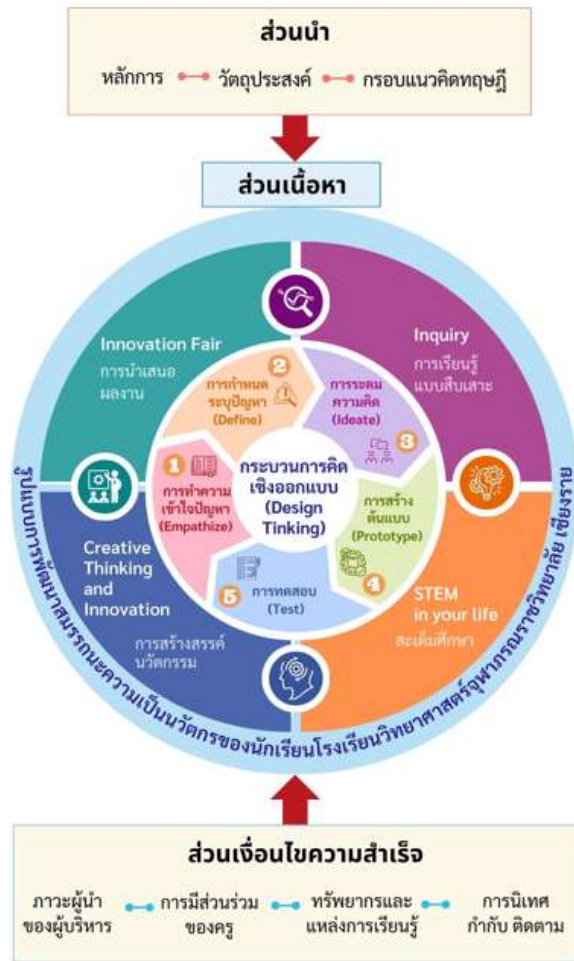 ส่วนนำ
หลักการ วัตถุประสงค์ กรอบแนวคิดทฤษฎี
ส่วนเนื้อหา
Innovation Fair
การนำเสนอ
ผลงาน
Inquiry
การเรียนรู้
แบบสืบเสาะ
STEM
in your life
สะเต็มศึกษา
Creative
Thinking
and
Innovation
การสร้างสรรค์
นวัตกรรม
กระบวนการคิด
เชิงออกแบบ
(Design
Tinking)
1
การทำความ
เข้าใจปัญหา
(Empathize)
2
การกำหนด
ระบุปัญหา
(Define)
การระดม
ความคิด
(Ideate)
3
การสร้าง
ต้นแบบ
(Prototype)
4
5
การทดสอบ
(Test)
รูปแบบการพัฒนาสมรรถนะความเป็นนวัตกรของนักเรียนโรงเรียนวิทยาศาสตร์จุฬาภรณราชวิทยาลัย เชียงราย
ส่วนเงื่อนไขความสำเร็จ
ภาวะผู้นำ
ของผู้บริหาร
การมีส่วนร่วม
ของครู
ทรัพยากรและ
แหล่งการเรียนรู้
การนิเทศ
กำกับ ติดตาม